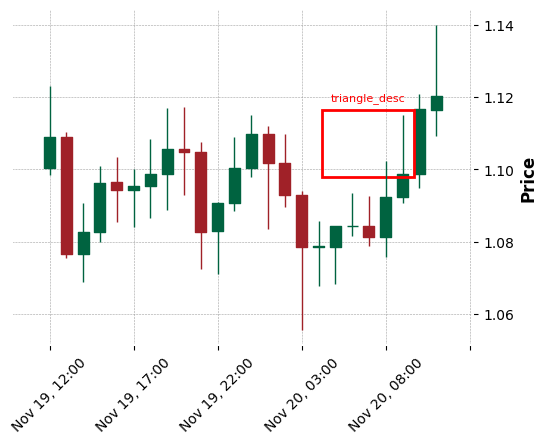 1.14
triangle_desc
1.12
1.10
Price
1.08
1.06
Nov 19, 12:00
Nov 19, 17:00
Nov 19, 22:00
Nov 20, 03:00
Nov 20, 08:00